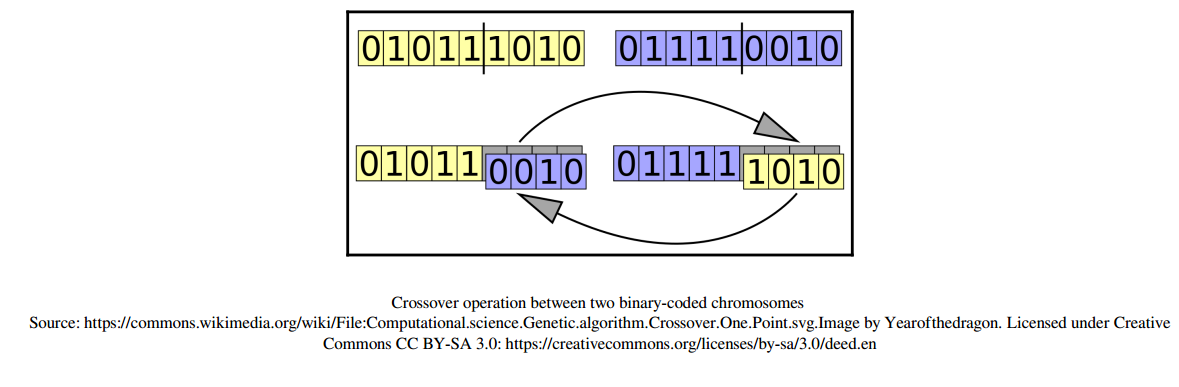 010111010 011110010
01011 0010 01111 1010
Crossover operation between two binary-coded chromosomes
Source: https://commons.wikimedia.org/wiki/File:Computational.science.Genetic.algorithm.Crossover.One.Point.svg.Image by Yearofthedragon. Licensed under Creative
Commons CC BY-SA 3.0: https://creativecommons.org/licenses/by-sa/3.0/deed.en